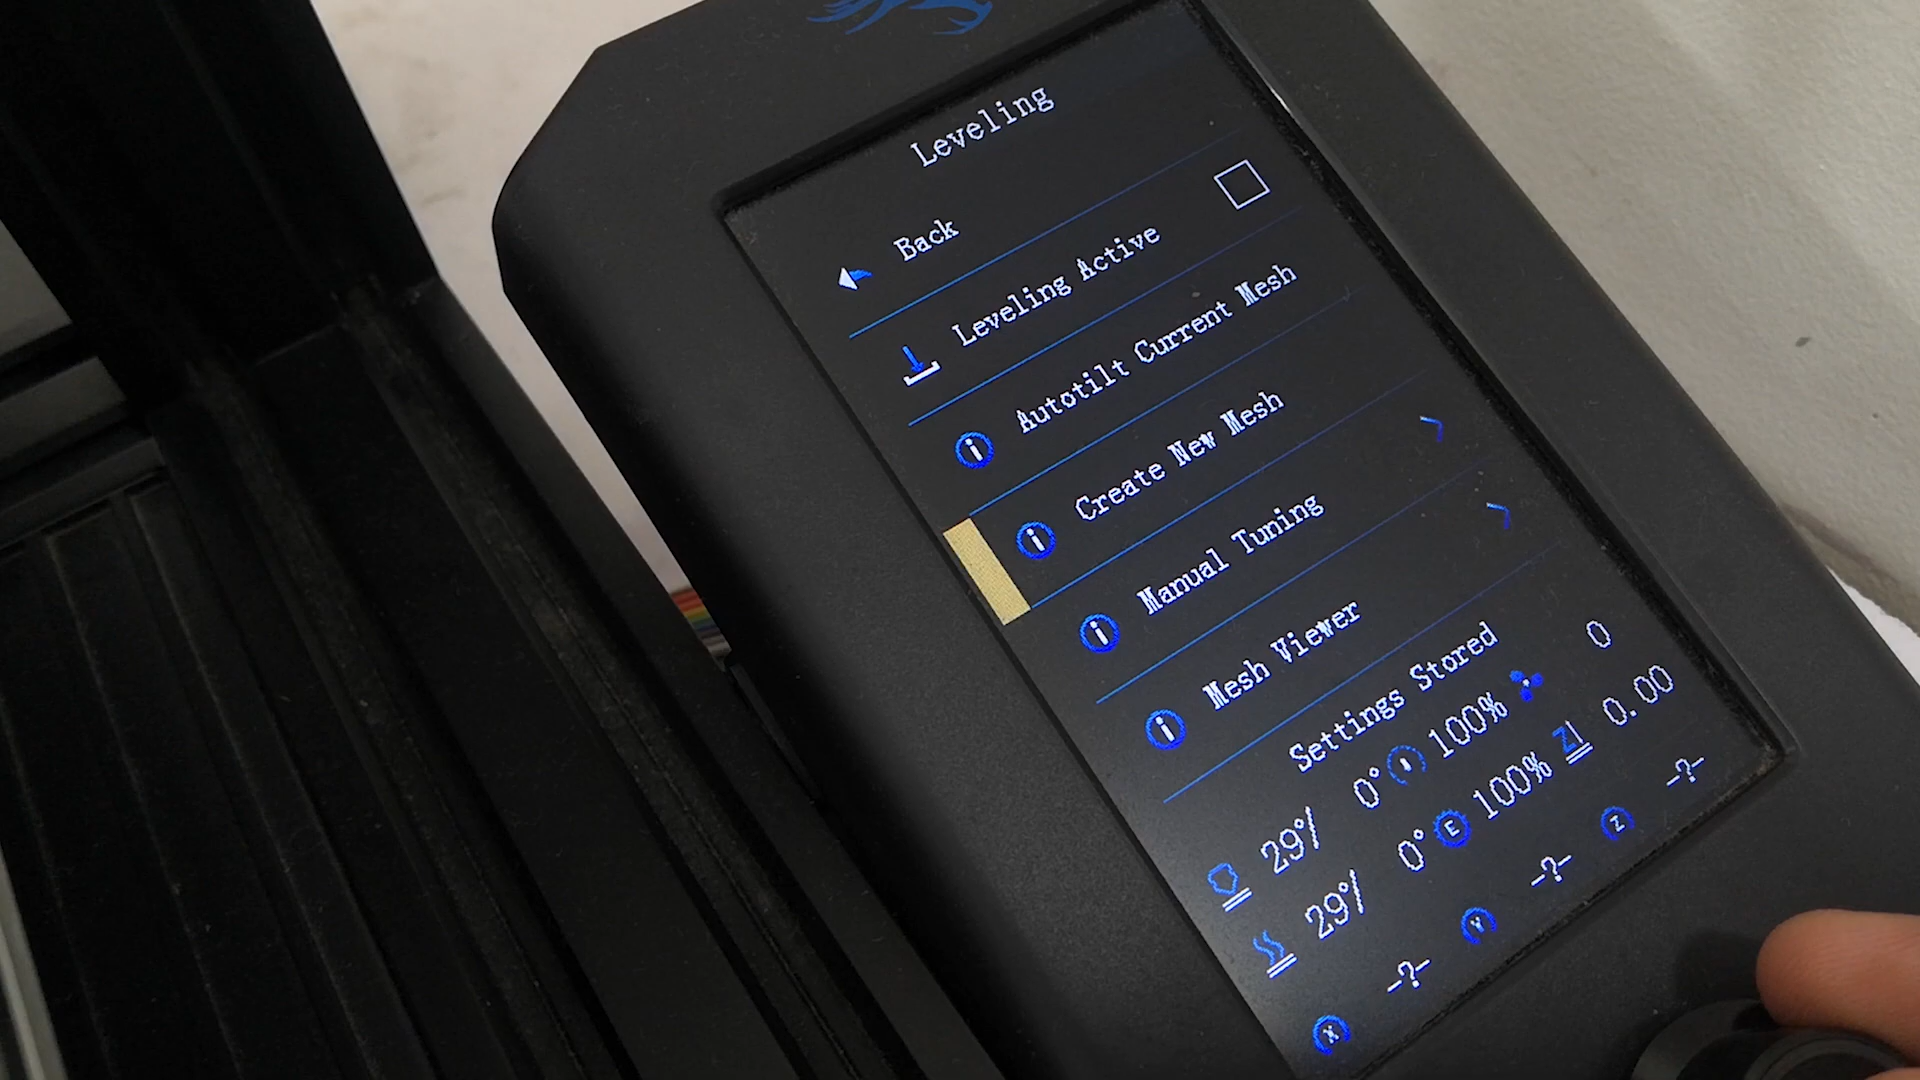 Leveling
Back
Leveling Active
Autotilt Current Mesh
Create New Mesh
Manual Tuning
Mesh Viewer
Settings Stored
29°/ 0° 100% 0
29°/ 0° E 100% Z 0.00
X -?- Y -?- Z -?-